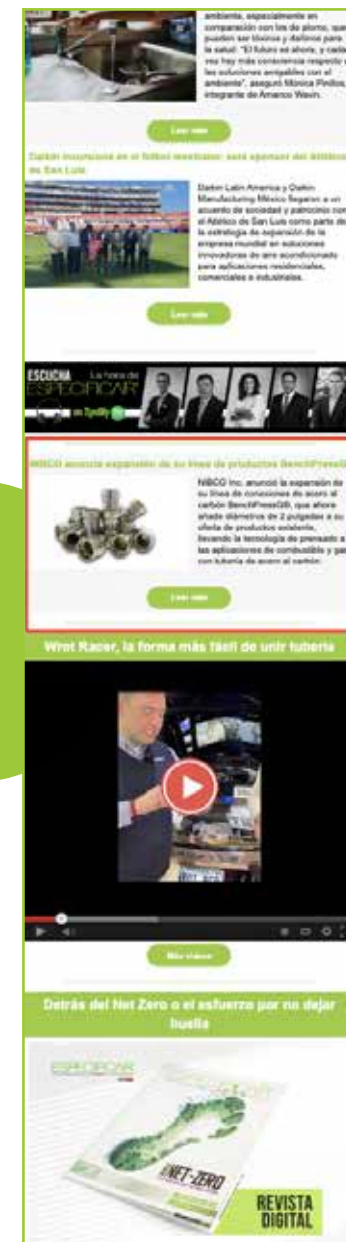 ambiente, especialmente en
comparación con los de plomo, que
pueden ser tóxicos y dañinos para
la salud. "El futuro es ahora, y cada
vez hay más consciencia respecto a
las soluciones amigables con el
ambiente", aseguró Mónica Pinillos,
integrante de Amanco Wavin.
Leer más
Daikin incursiona en el fútbol mexicano: será sponsor del Atlético
de San Luis
Daikin Latin America y Daikin
Manufacturing México llegaron a un
acuerdo de sociedad y patrocinio con
el Atlético de San Luis como parte de
la estrategia de expansión de la
empresa mundial en soluciones
innovadoras de aire acondicionado
para aplicaciones residenciales,
comerciales e industriales.
Leer más
ESCUCHA La hora de
ESPECIFICAR
en Spotify
NIBCO anuncia expansión de su línea de productos BenchPress®
NIBCO Inc. anunció la expansión de
su línea de conexiones de acero al
carbón BenchPressG®, que ahora
añade diámetros de 2 pulgadas a su
oferta de productos existente,
llevando la tecnología de prensado a
las aplicaciones de combustible y gas
con tubería de acero al carbón.
Leer más
Wrot Racer, la forma más fácil de unir tubería
Más videos
Detrás del Net Zero o el esfuerzo por no dejar
huella
ESPECIFICAR
NET-ZERO
REVISTA
DIGITAL